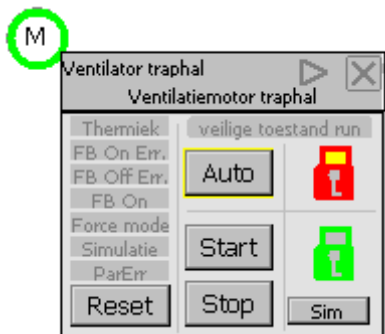 M
Ventilator traphal
Ventilatiemotor traphal
Thermiek
veilige toestand run
FB On Err.
FB Off Err.
FB On
Force mode
Simulatie
ParErr
Reset
Auto
Start
Stop
Sim